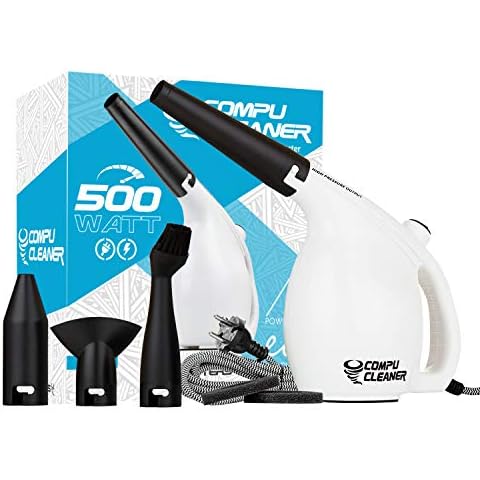 COMPU
CLEANER
500
WATT
COMPU
CLEANER
HIGH PRESSURE OUTPUT
COMPU
CLEANER